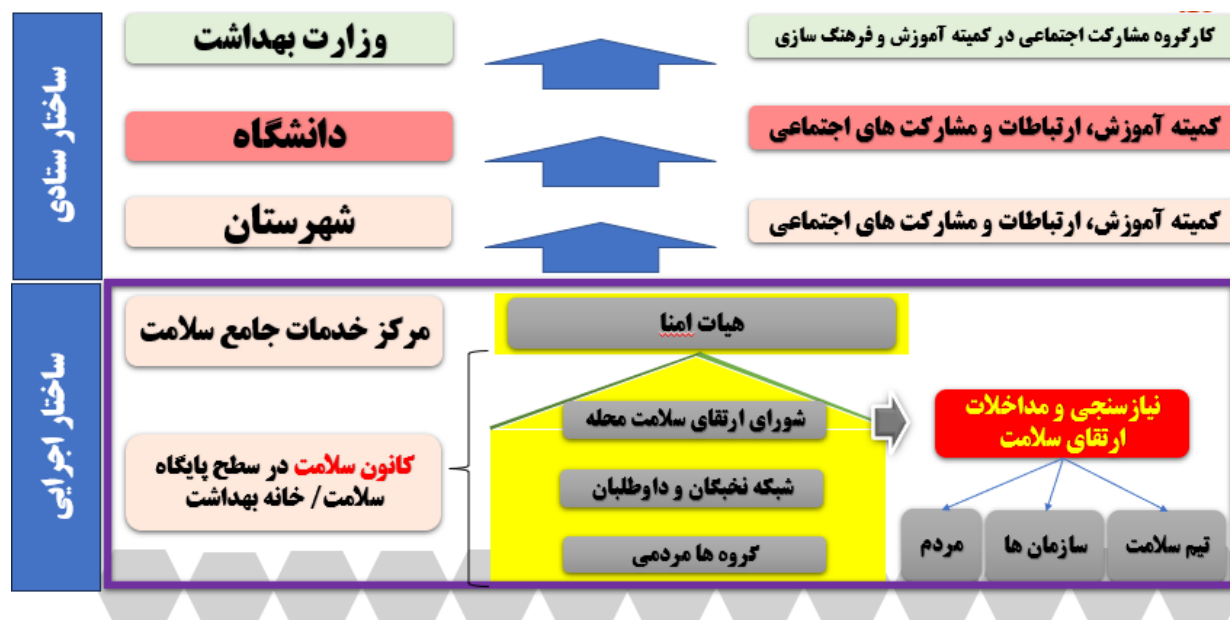 ساختار ستادی
وزارت بهداشت
کارگروه مشارکت اجتماعی در کمیته آموزش و فرهنگ سازی
دانشگاه
کمیته آموزش، ارتباطات و مشارکت های اجتماعی
شهرستان
کمیته آموزش، ارتباطات و مشارکت های اجتماعی
ساختار اجرایی
مرکز خدمات جامع سلامت
هیات امنا
کانون سلامت در سطح پایگاه
سلامت/ خانه بهداشت
شورای ارتقای سلامت محله
شبکه نخبگان و داوطلبان
گروه ها مردمی
نیازسنجی و مداخلات
ارتقای سلامت
تیم سلامت
سازمان ها
مردم